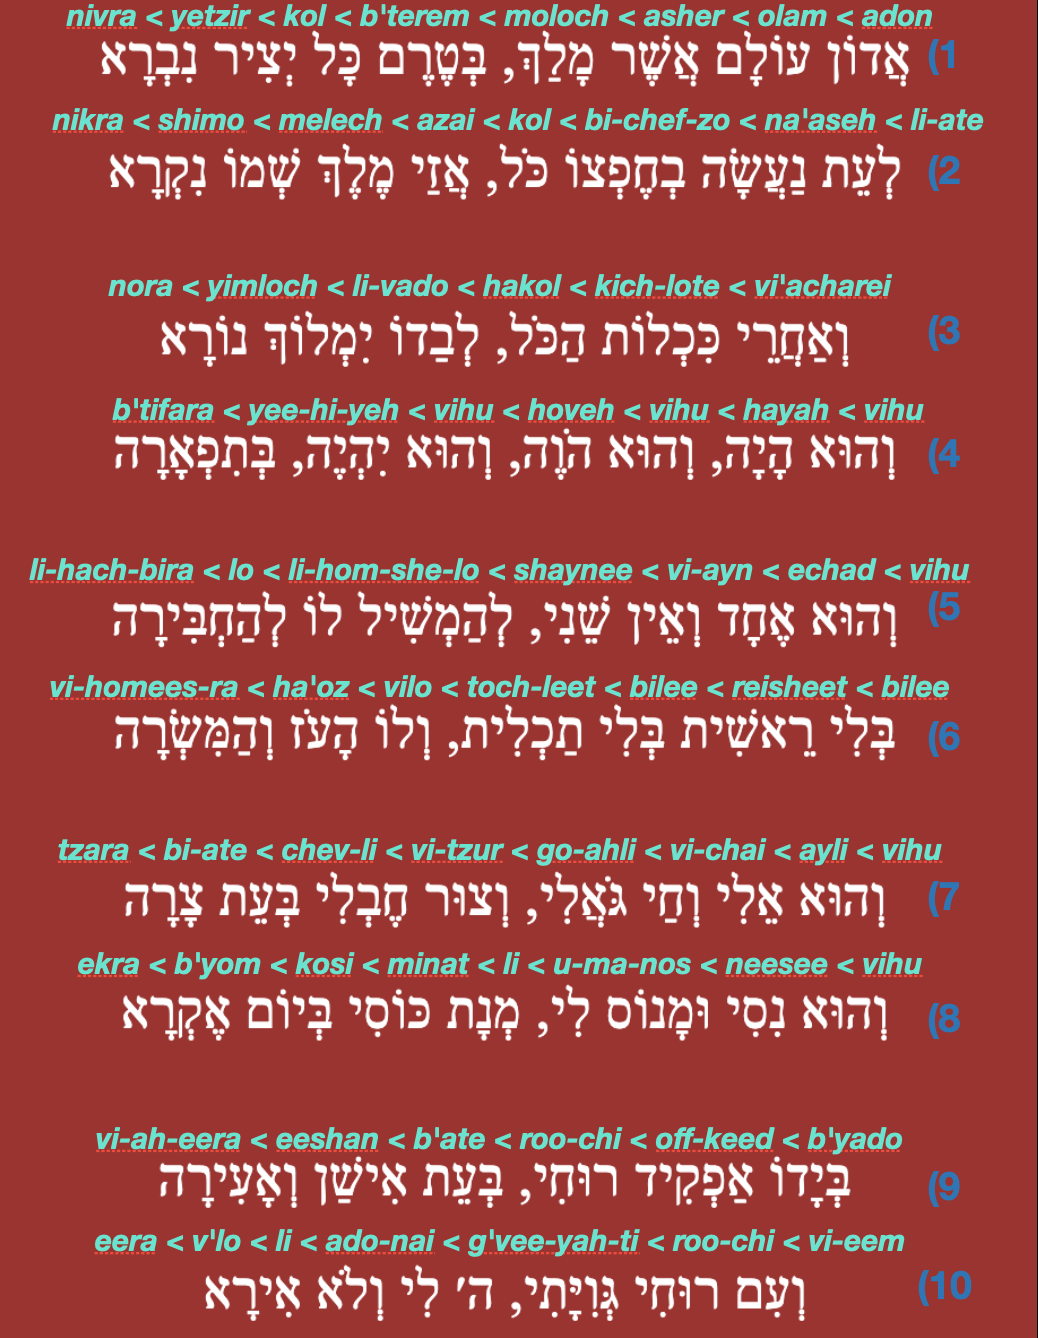 nivra < yetzir < kol < b'terem < moloch < asher < olam < adon
1) אֲדוֹן עוֹלָם אֲשֶׁר מָלַךְ, בְּטֶרֶם כָּל יְצִיר נִבְרָא
nikra < shimo < melech < azai < kol < bi-chef-zo < na'aseh < li-ate
2) לְעֵת נַעֲשָׂה בְחֶפְצוֹ כֹּל, אֲזַי מֶלֶךְ שְׁמוֹ נִקְרָא
nora < yimloch < li-vado < hakol < kich-lote < vi'acharei
3) וְאַחֲרֵי כִּכְלוֹת הַכֹּל, לְבַדּוֹ יִמְלוֹךְ נוֹרָא
b'tifara < yee-hi-yeh < vihu < hoveh < vihu < hayah < vihu
4) וְהוּא הָיָה, וְהוּא הֹוֶה, וְהוּא יִהְיֶה, בְּתִפְאָרָה
li-hach-bira < lo < li-hom-she-lo < shaynee < vi-ayn < echad < vihu
5) וְהוּא אֶחָד וְאֵין שֵׁנִי, לְהַמְשִׁיל לוֹ לְהַחְבִּירָה
vi-homees-ra < ha'oz < vilo < toch-leet < bilee < reisheet < bilee
6) בְּלִי רֵאשִׁית בְּלִי תַכְלִית, וְלוֹ הָעֹז וְהַמִּשְׂרָה
tzara < bi-ate < chev-li < vi-tzur < go-ahli < vi-chai < ayli < vihu
7) וְהוּא אֵלִי וְחַי גֹּאֲלִי, וְצוּר חֶבְלִי בְּעֵת צָרָה
ekra < b'yom < kosi < minat < li < u-ma-nos < neesee < vihu
8) וְהוּא נִסִּי וּמָנוֹס לִי, מְנָת כּוֹסִי בְּיוֹם אֶקְרָא
vi-ah-eera < eeshan < b'ate < roo-chi < off-keed < b'yado
9) בְּיָדוֹ אַפְקִיד רוּחִי, בְּעֵת אִישַׁן וְאָעִירָה
eera < v'lo < li < ado-nai < g'vee-yah-ti < roo-chi < vi-eem
10) וְעִם רוּחִי גְּוִיָּתִי, ה׳ לִי וְלֹא אִירָא